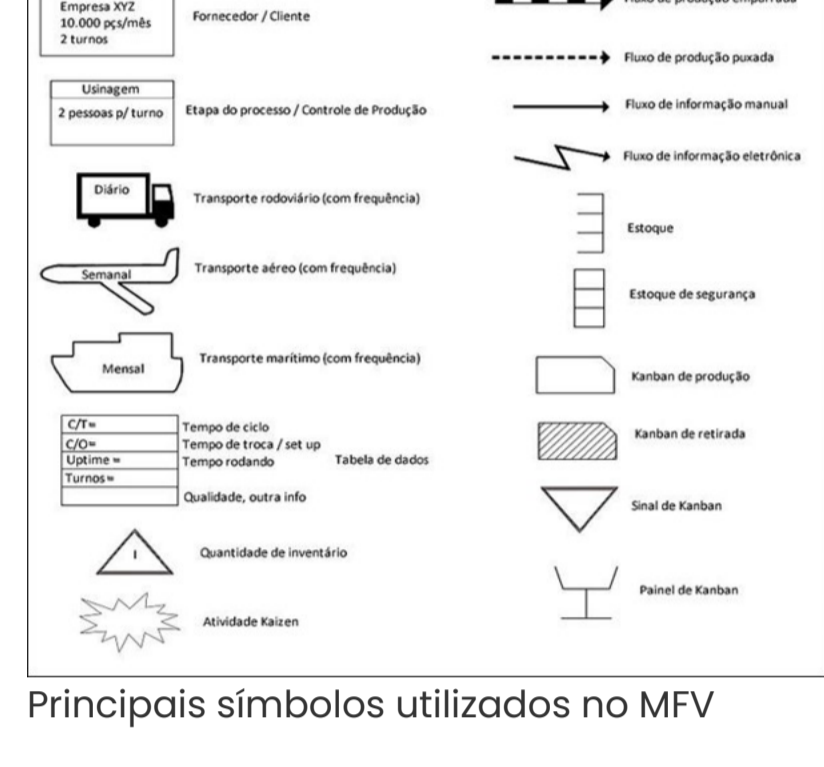 Empresa XYZ
10.000 pçs/mês
2 turnos
Fornecedor / Cliente
Usinagem
2 pessoas p/ turno
Etapa do processo / Controle de Produção
Diário
Transporte rodoviário (com frequência)
Semanal
Transporte aéreo (com frequência)
Mensal
Transporte marítimo (com frequência)
C/T=
Tempo de ciclo
C/O=
Tempo de troca / set up
Uptime =
Tempo rodando
Tabela de dados
Turnos=
Qualidade, outra info
I
Quantidade de inventário
Atividade Kaizen
Fluxo de produção puxada
Fluxo de informação manual
Fluxo de informação eletrônica
Estoque
Estoque de segurança
Kanban de produção
Kanban de retirada
Sinal de Kanban
Painel de Kanban
Principais símbolos utilizados no MFV